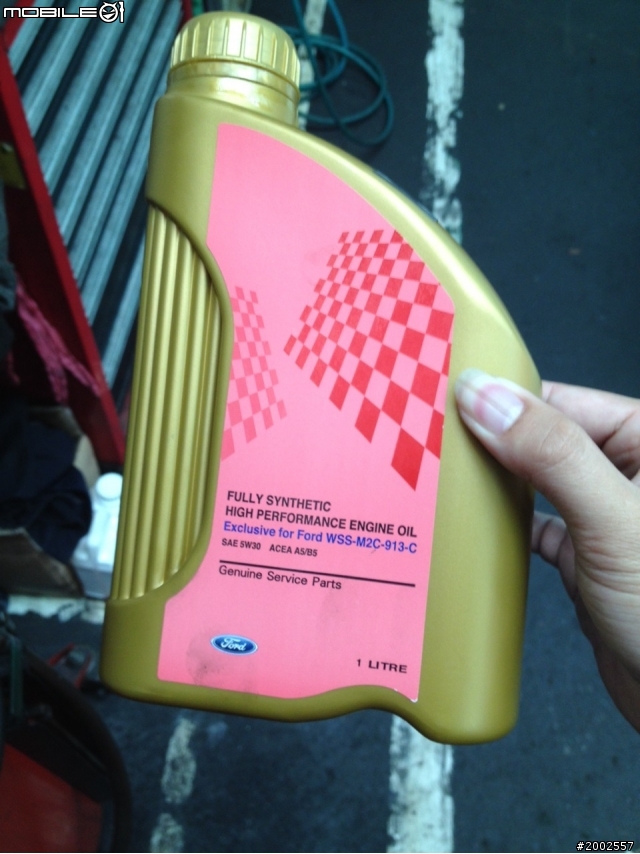 MOBILE01
FULLY SYNTHETIC
HIGH PERFORMANCE ENGINE OIL
Exclusive for Ford WSS-M2C-913-C
SAE 5W30 ACEA A5/B5
Genuine Service Parts
Ford
1 LITRE
#2002557